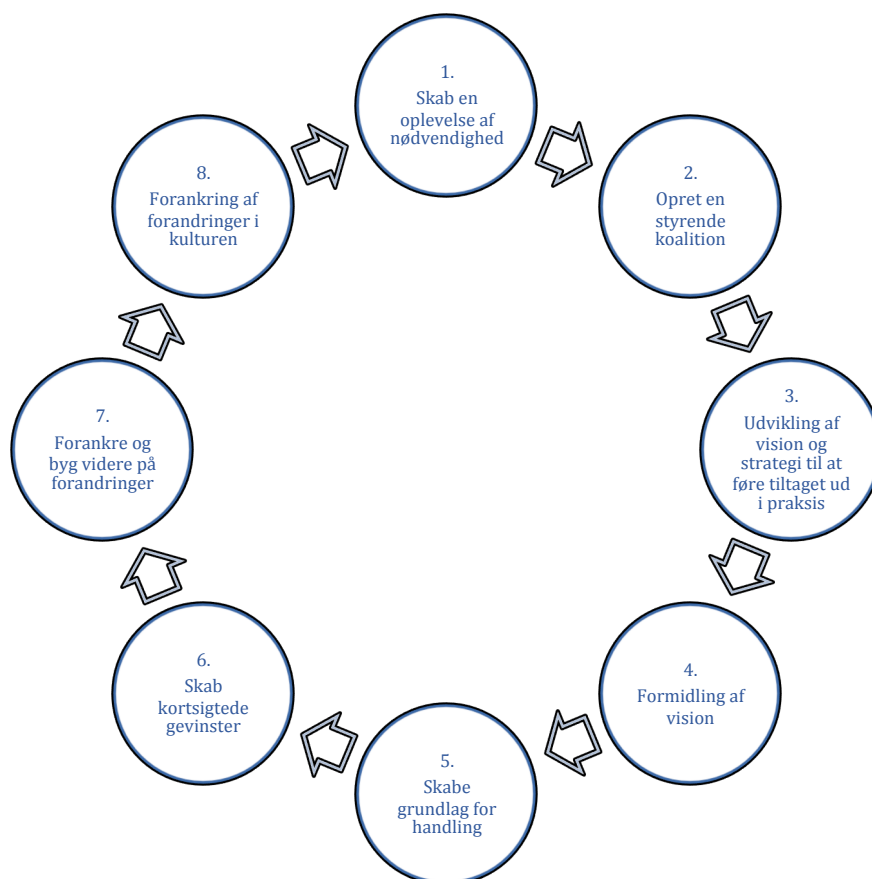 1.
Skab en
oplevelse af
nødvendighed
2.
Opret en
styrende
koalition
3.
Udvikling af
vision og
strategi til at
føre tiltaget ud
i praksis
4.
Formidling af
vision
5.
Skabe
grundlag for
handling
6.
Skab
kortsigtede
gevinster
7.
Forankre og
byg videre på
forandringer
8.
Forankring af
forandringer i
kulturen